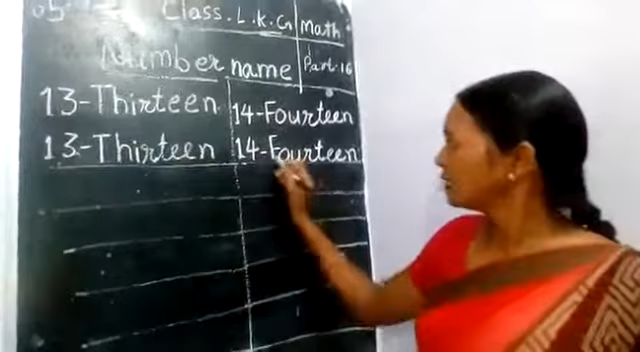 Class. L.K.G Math
Number name Part-16
13-Thirteen 14-Fourteen
13-Thirteen 14-Fourteen